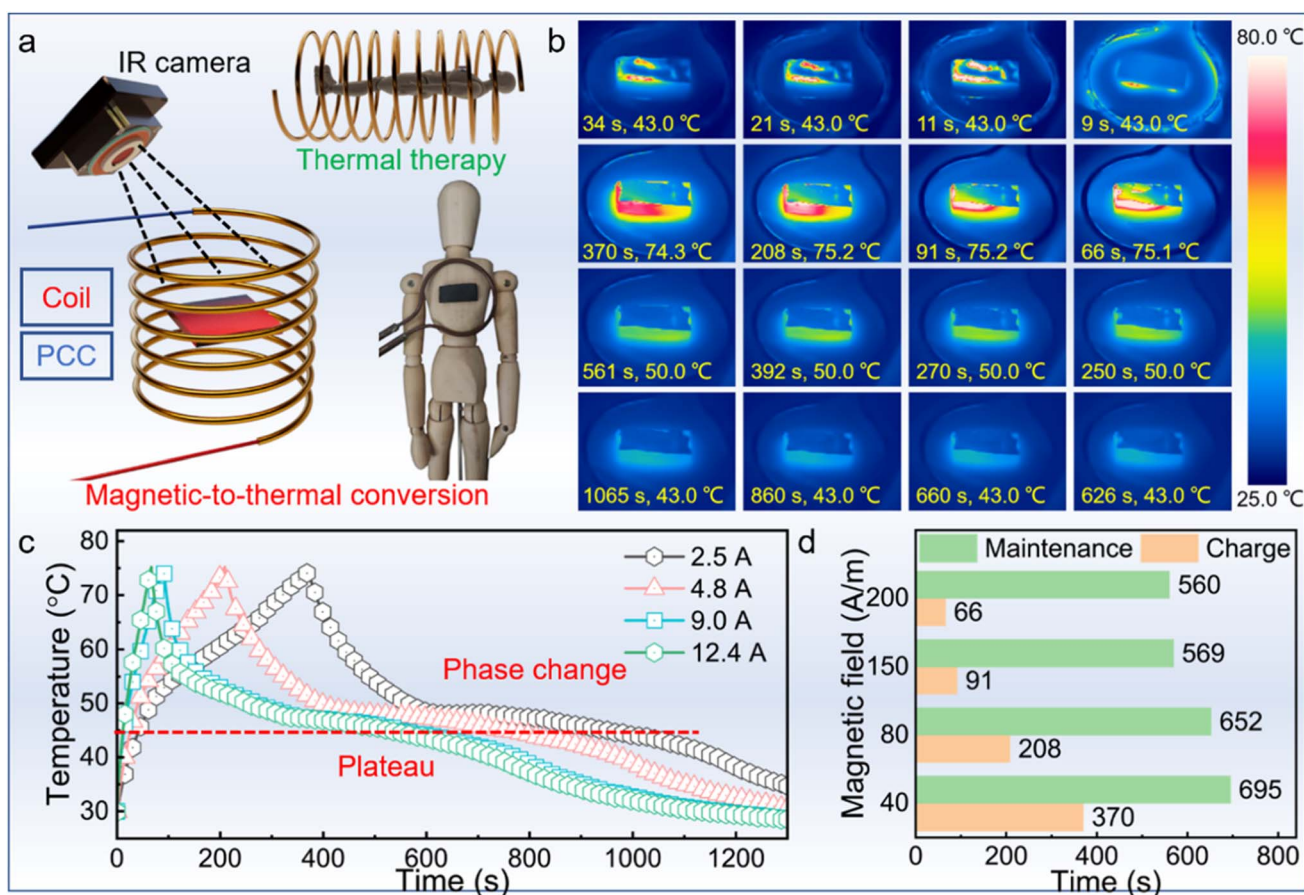 a
IR camera
Thermal therapy
Coil
PCC
Magnetic-to-thermal conversion
b
34 s, 43.0 ℃
21 s, 43.0 ℃
11 s, 43.0 ℃
9 s, 43.0 ℃
370 s, 74.3 ℃
208 s, 75.2 ℃
91 s, 75.2 ℃
66 s, 75.1 ℃
561 s, 50.0 ℃
392 s, 50.0 ℃
270 s, 50.0 ℃
250 s, 50.0 ℃
1065 s, 43.0 ℃
860 s, 43.0 ℃
660 s, 43.0 ℃
626 s, 43.0 ℃
80.0 ℃
25.0 ℃
c
Temperature (°C)
80
70
60
50
40
30
2.5 A
4.8 A
9.0 A
12.4 A
Phase change
Plateau
0 200 400 600 800 1000 1200
Time (s)
d
Magnetic field (A/m)
Maintenance Charge
200
560
66
150
569
91
80
652
208
40
695
370
0 200 400 600 800
Time (s)